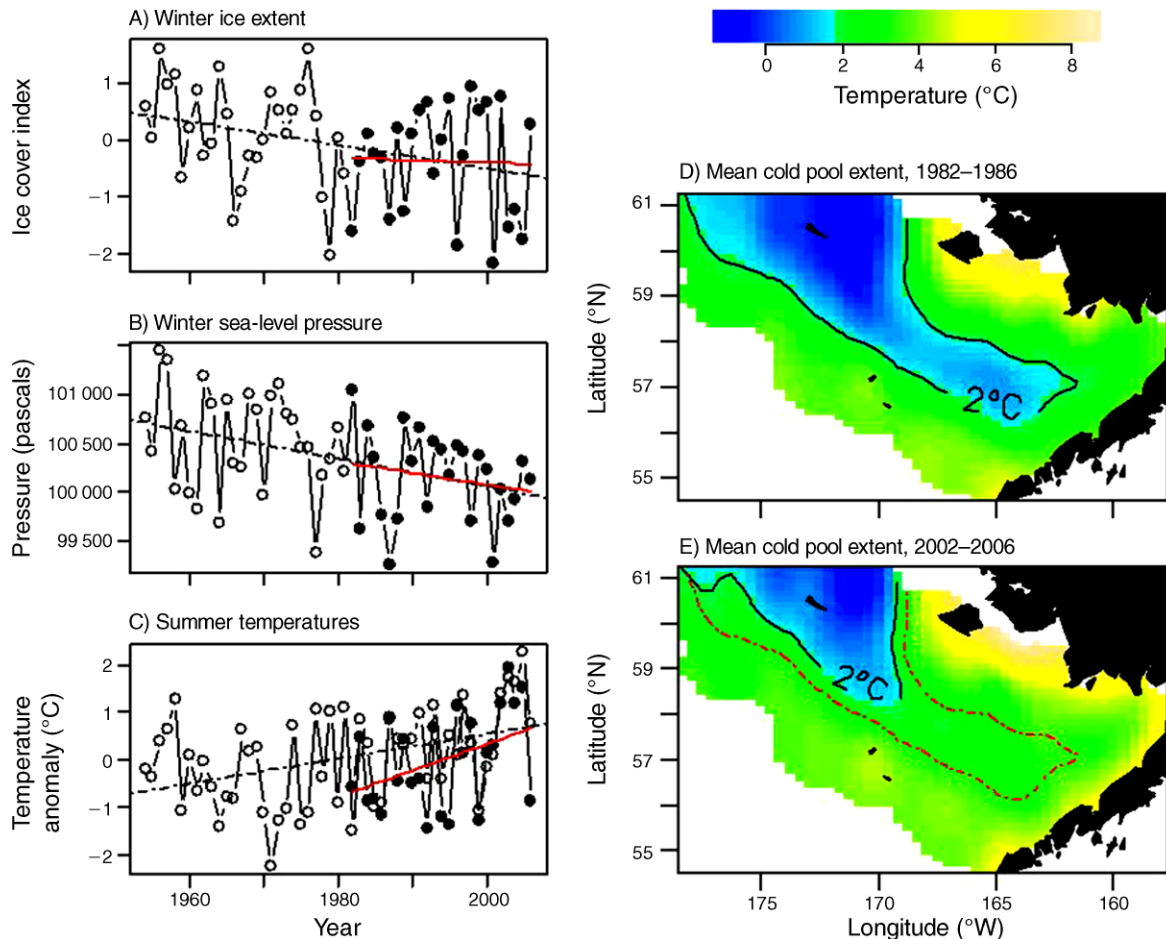 A) Winter ice extent
Ice cover index
1
0
−1
−2
B) Winter sea-level pressure
Pressure (pascals)
101 000
100 500
100 000
99 500
C) Summer temperatures
Temperature
anomaly (°C)
2
1
0
−1
−2
1960
1980
2000
Year
0
2
4
6
8
Temperature (°C)
D) Mean cold pool extent, 1982–1986
Latitude (°N)
61
59
57
55
2°C
E) Mean cold pool extent, 2002–2006
Latitude (°N)
61
59
57
55
2°C
175
170
165
160
Longitude (°W)